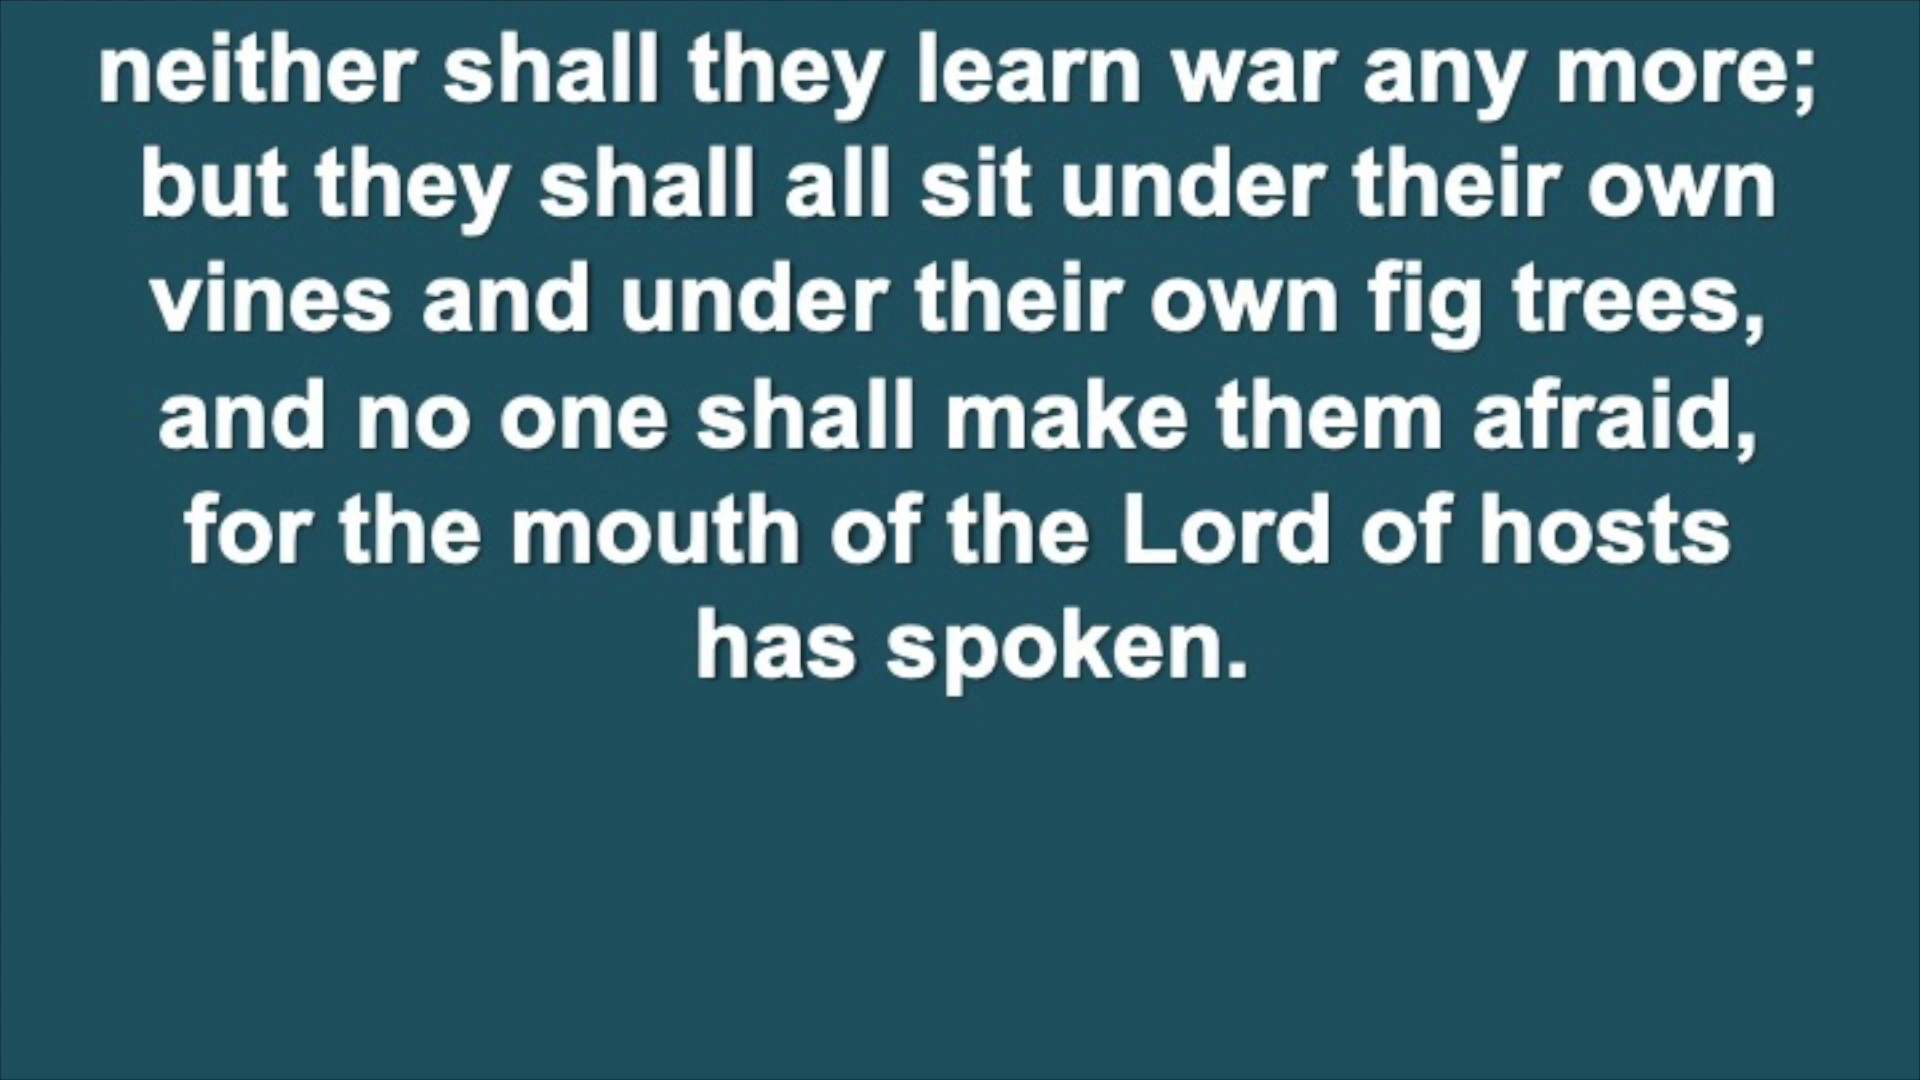 neither shall they learn war any more;
but they shall all sit under their own
vines and under their own fig trees,
and no one shall make them afraid,
for the mouth of the Lord of hosts
has spoken.